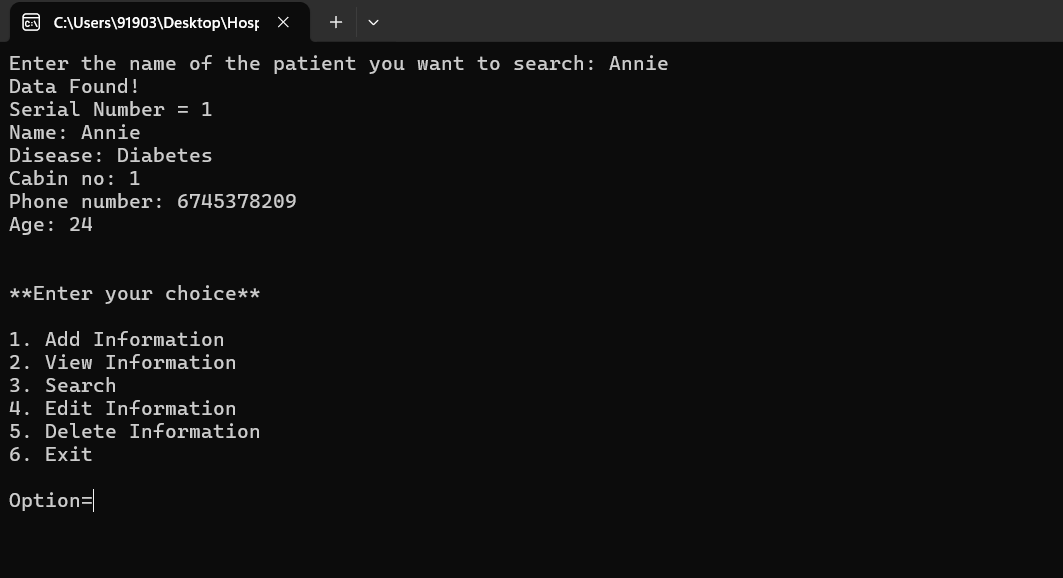 C:\Users\91903\Desktop\Hosp
Enter the name of the patient you want to search: Annie
Data Found!
Serial Number = 1
Name: Annie
Disease: Diabetes
Cabin no: 1
Phone number: 6745378209
Age: 24
**Enter your choice**
1. Add Information
2. View Information
3. Search
4. Edit Information
5. Delete Information
6. Exit
Option=